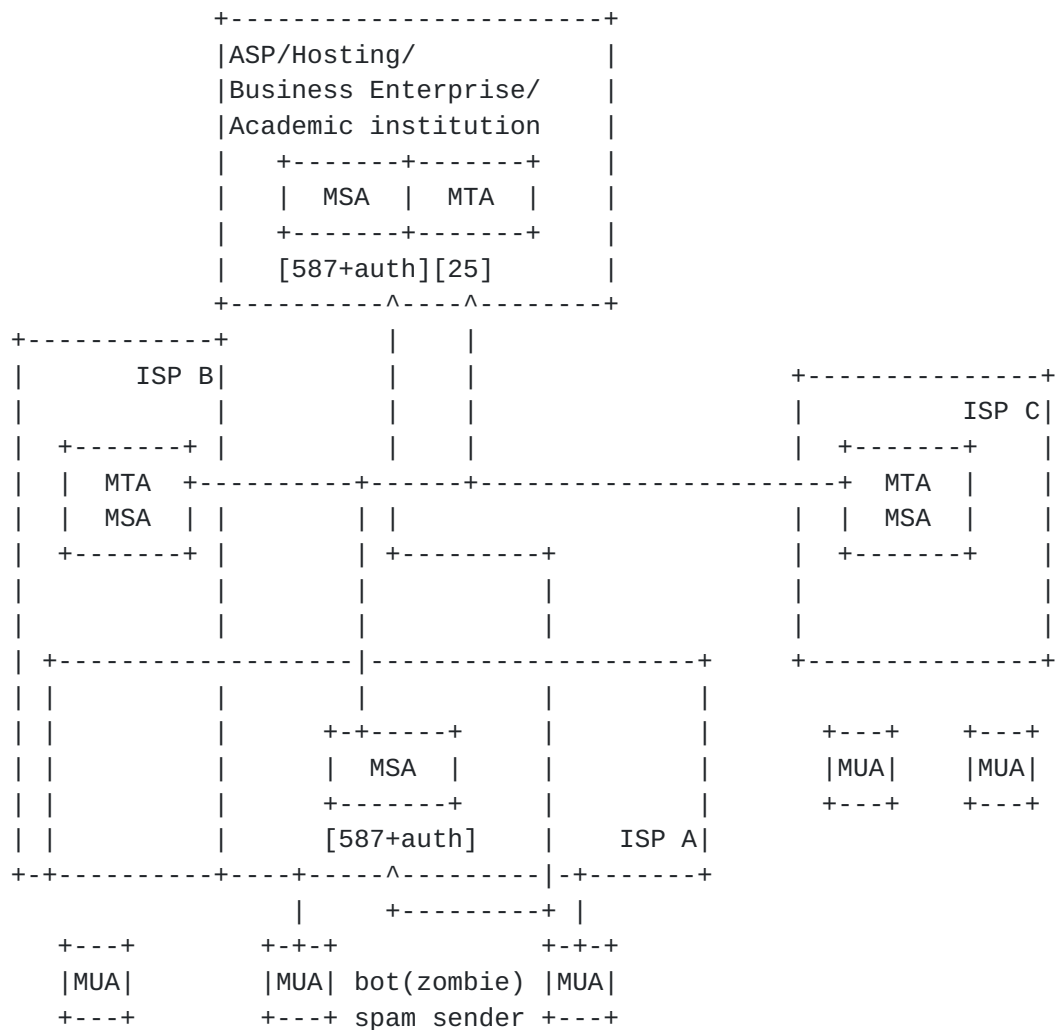 ASP/Hosting/
Business Enterprise/
Academic institution
MSA MTA
[587+auth][25]
ISP B
ISP C
MTA MTA
MSA MSA
MSA
MUA MUA
[587+auth] ISP A
MUA MUA bot(zombie) MUA
spam sender